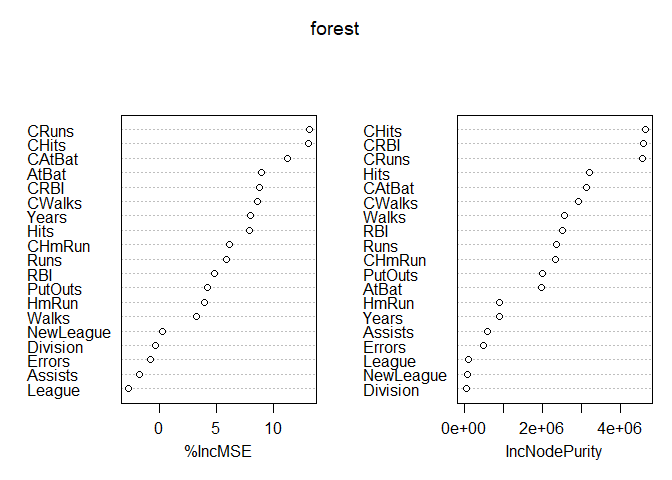 forest
CRuns
CHits
CAtBat
AtBat
CRBI
CWalks
Years
Hits
CHmRun
Runs
RBI
PutOuts
HmRun
Walks
NewLeague
Division
Errors
Assists
League
0 5 10
%IncMSE
CHits
CRBI
CRuns
Hits
CAtBat
CWalks
Walks
RBI
Runs
CHmRun
PutOuts
AtBat
HmRun
Years
Assists
Errors
League
NewLeague
Division
0e+00 2e+06 4e+06
IncNodePurity